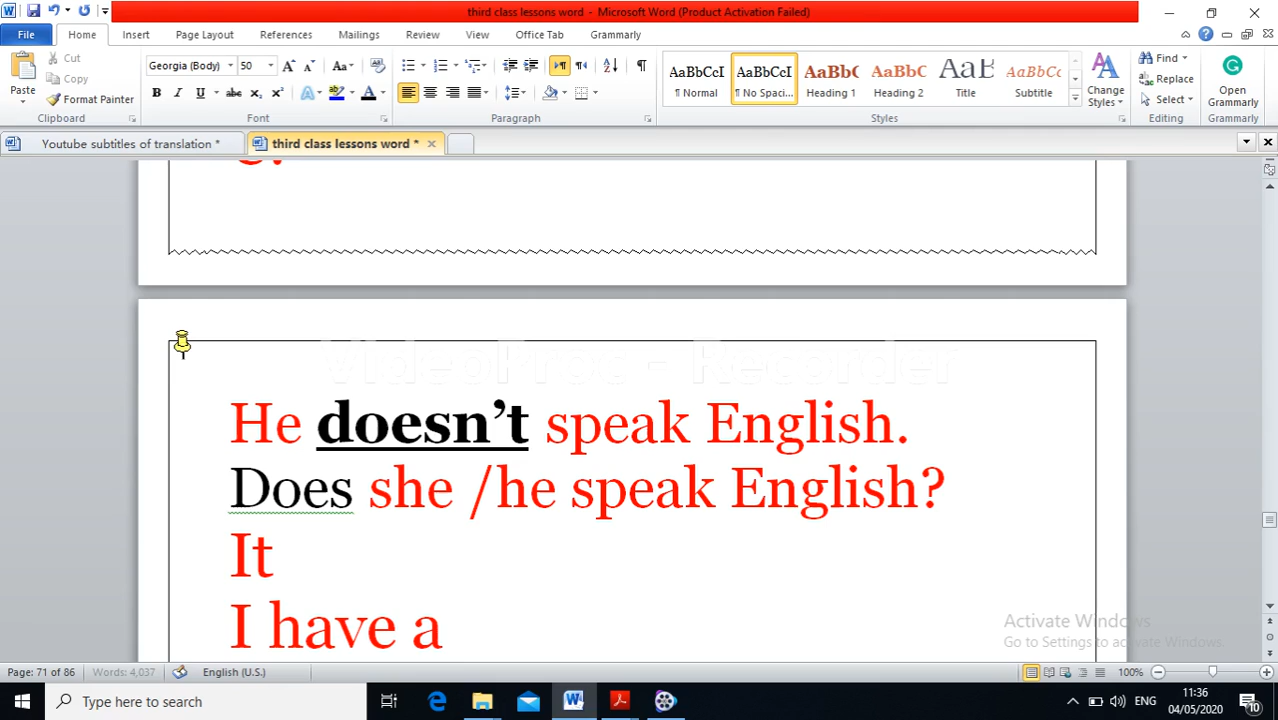 third class lessons word - Microsoft Word (Product Activation Failed)
File Home Insert Page Layout References Mailings Review View Office Tab Grammarly
Cut
Copy
Format Painter
Paste
Clipboard
Georgia (Body) 50
Font
Paragraph
AaBbCcI AaBbCcI AaBbC AaBbCc AaB AaBbCc.
¶ Normal ¶ No Spaci... Heading 1 Heading 2 Title Subtitle
Change Styles
Styles
Find
Replace
Select
Editing
Open Grammarly
Grammarly
Youtube subtitles of translation * third class lessons word *
VideoProc - Recorder
He doesn’t speak English.
Does she /he speak English?
It
I have a
Activate Windows
Go to Settings to activate Windows.
Page: 71 of 86 Words: 4,037 English (U.S.) 100%
Type here to search
ENG
11:36
04/05/2020
10